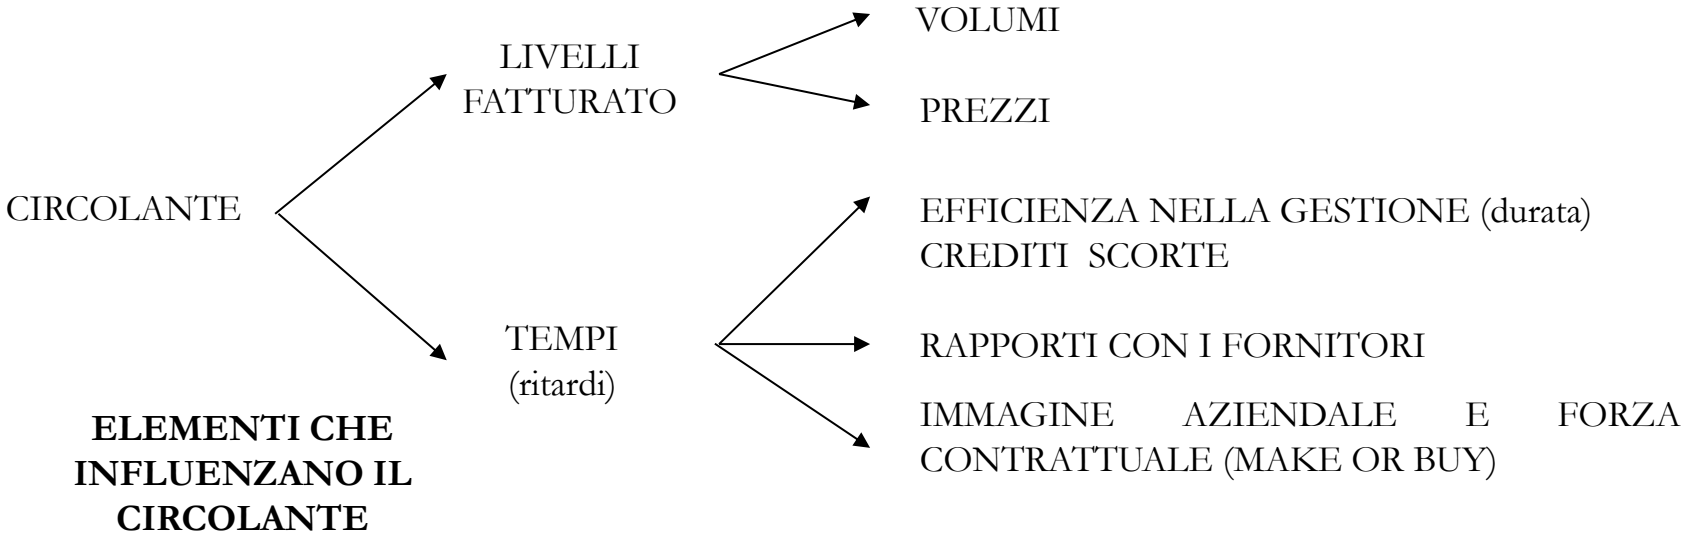 VOLUMI
LIVELLI
FATTURATO
PREZZI
CIRCOLANTE
EFFICIENZA NELLA GESTIONE (durata)
CREDITI SCORTE
TEMPI
(ritardi)
RAPPORTI CON I FORNITORI
IMMAGINE AZIENDALE E FORZA
CONTRATTUALE (MAKE OR BUY)
ELEMENTI CHE
INFLUENZANO IL
CIRCOLANTE